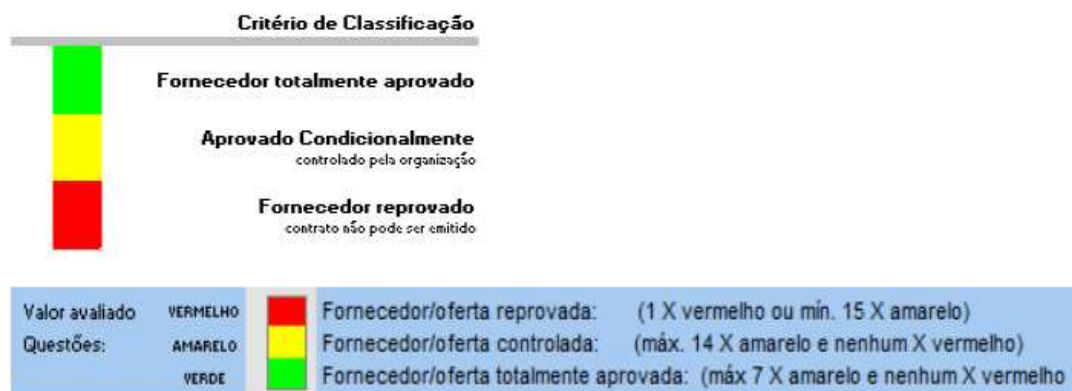 Critério de Classificação
Fornecedor totalmente aprovado
Aprovado Condicionalmente
controlado pela organização
Fornecedor reprovado
contrato não pode ser emitido
Valor avaliado VERMELHO Fornecedor/oferta reprovada: (1 X vermelho ou mín. 15 X amarelo)
Questões: AMARELO Fornecedor/oferta controlada: (máx. 14 X amarelo e nenhum X vermelho)
VERDE Fornecedor/oferta totalmente aprovada: (máx 7 X amarelo e nenhum X vermelho